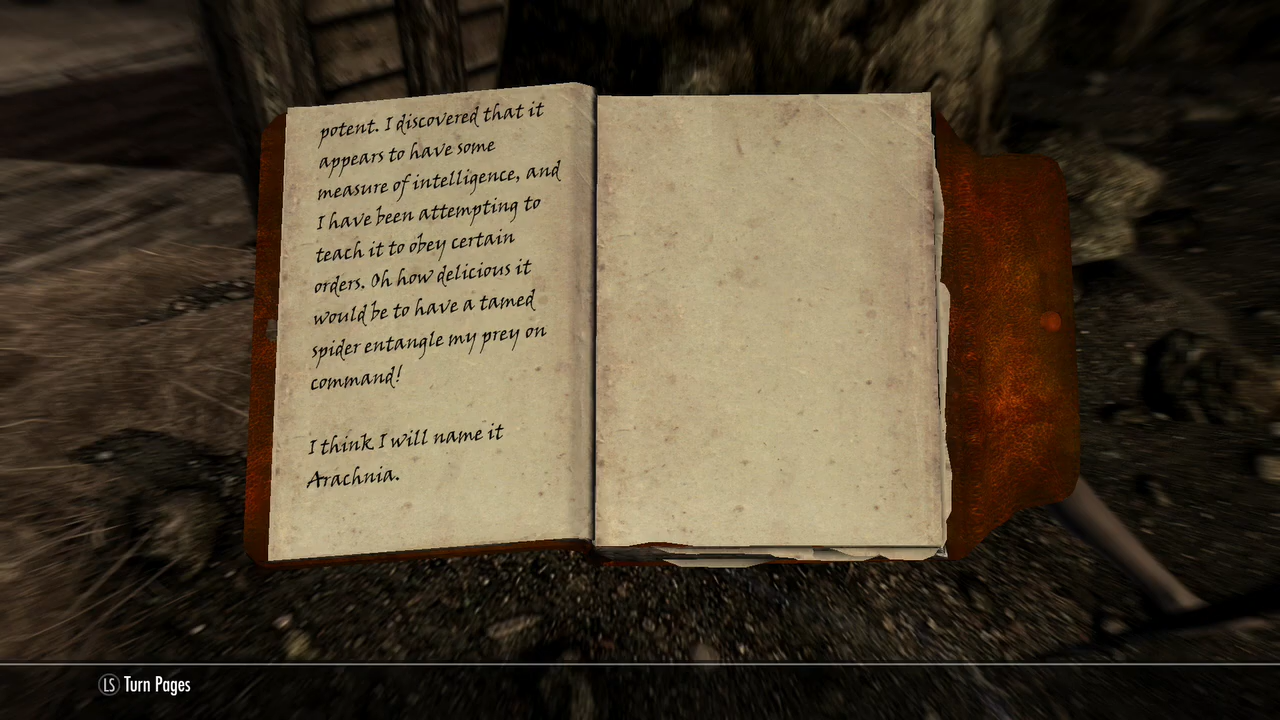 potent. I discovered that it
appears to have some
measure of intelligence, and
I have been attempting to
teach it to obey certain
orders. Oh how delicious it
would be to have a tamed
spider entangle my prey on
command!
I think I will name it
Arachnia.
LS Turn Pages